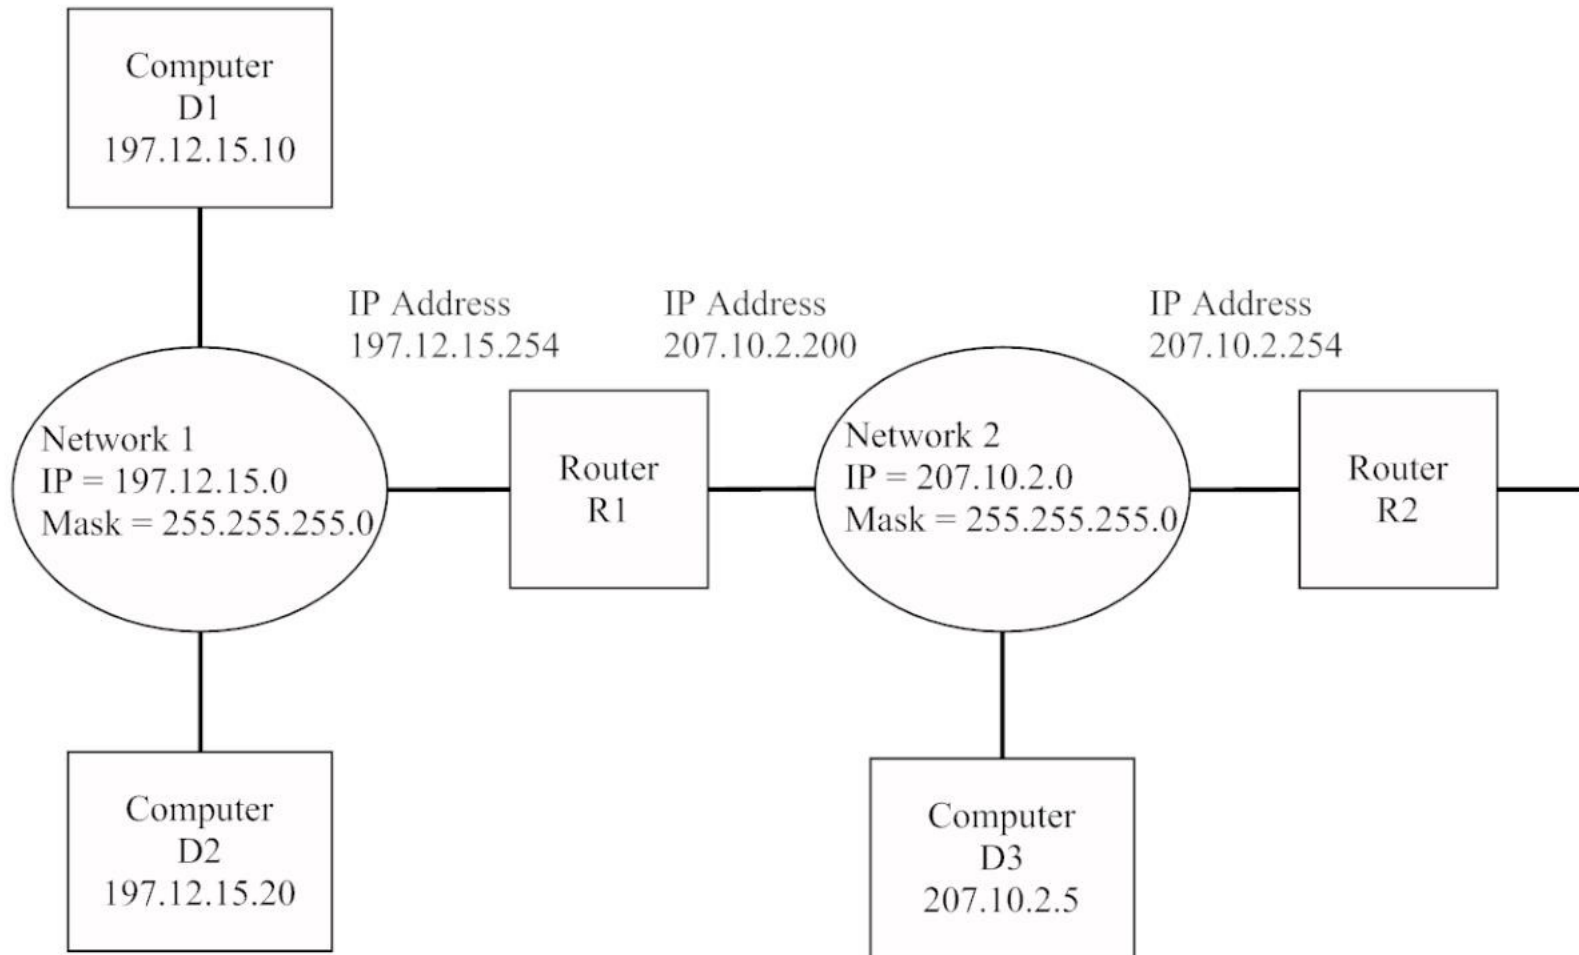 Computer
D1
197.12.15.10
IP Address
197.12.15.254
IP Address
207.10.2.200
IP Address
207.10.2.254
Network 1
IP = 197.12.15.0
Mask = 255.255.255.0
Router
R1
Network 2
IP = 207.10.2.0
Mask = 255.255.255.0
Router
R2
Computer
D2
197.12.15.20
Computer
D3
207.10.2.5